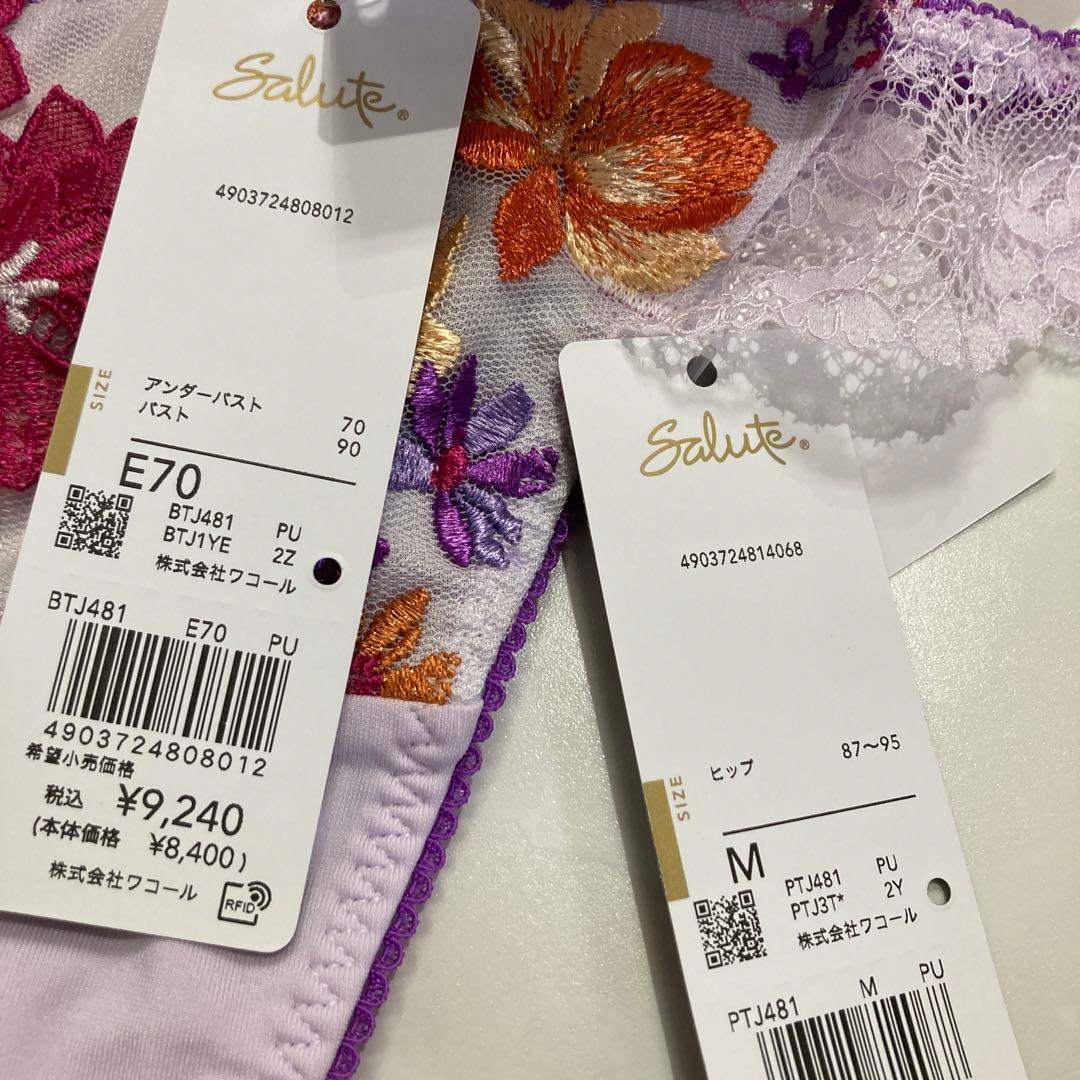 Salute®
4903724808012
SIZE
アンダーバスト 70
バスト 90
E70
BTJ481 PU
BTJ1YE 2Z
株式会社ワコール
BTJ481 E70 PU
4903724808012
希望小売価格
税込 ¥9,240
(本体価格 ¥8,400)
株式会社ワコール
RFID
Salute®
4903724814068
SIZE
ヒップ 87〜95
M
PTJ481 PU
PTJ3T* 2Y
株式会社ワコール
PTJ481 M PU